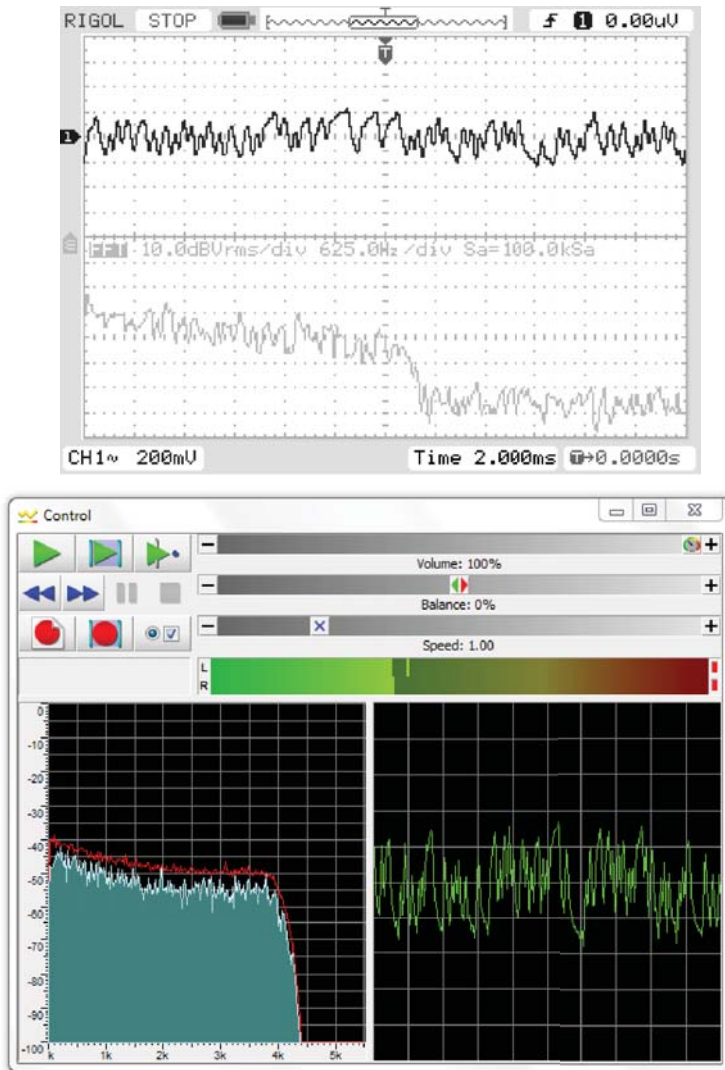 RIGOL STOP T f 1 0.00uV
T
1
FFT 10.0dBVrms/div 625.0Hz/div Sa=100.0kSa
CH1~ 200mV Time 2.000ms T→0.0000s
Control
Volume: 100%
Balance: 0%
Speed: 1.00
L
R
0
-10
-20
-30
-40
-50
-60
-70
-80
-90
-100
k 1k 2k 3k 4k 5k